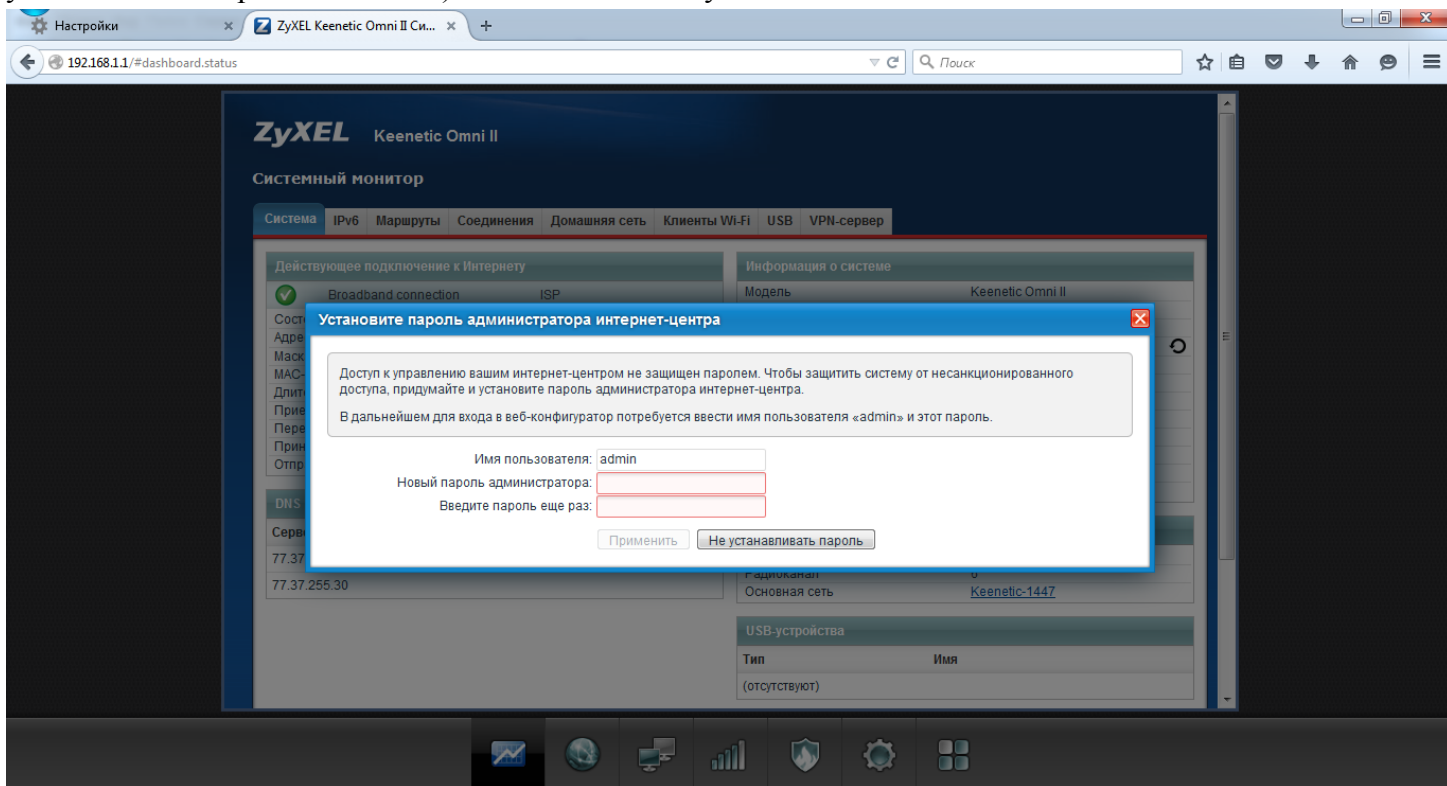 Настройки
ZyXEL Keenetic Omni II Си...
192.168.1.1/#dashboard.status
Поиск
ZyXEL Keenetic Omni II
Системный монитор
Система IPv6 Маршруты Соединения Домашняя сеть Клиенты Wi-Fi USB VPN-сервер
Действующее подключение к Интернету
Информация о системе
Broadband connection ISP
Модель Keenetic Omni II
Установите пароль администратора интернет-центра
Доступ к управлению вашим интернет-центром не защищен паролем. Чтобы защитить систему от несанкционированного
доступа, придумайте и установите пароль администратора интернет-центра.
В дальнейшем для входа в веб-конфигуратор потребуется ввести имя пользователя «admin» и этот пароль.
Имя пользователя: admin
Новый пароль администратора:
Введите пароль еще раз:
Применить Не устанавливать пароль
DNS
77.37
77.37.255.30
Радиоканал
Основная сеть Keenetic-1447
USB-устройства
Тип Имя
(отсутствуют)